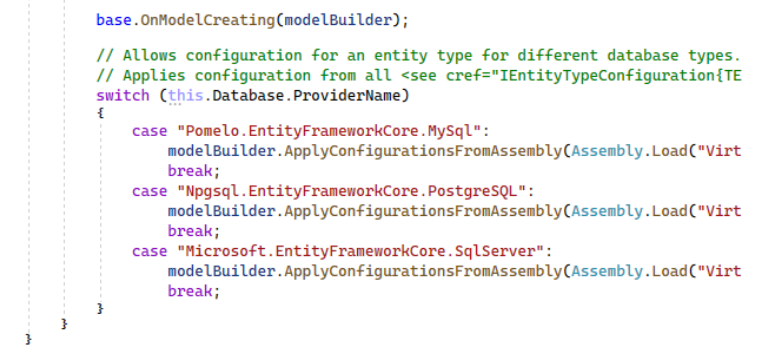 base.OnModelCreating(modelBuilder);
// Allows configuration for an entity type for different database types.
// Applies configuration from all <see cref="IEntityTypeConfiguration{TE
switch (this.Database.ProviderName)
{
case "Pomelo.EntityFrameworkCore.MySql":
modelBuilder.ApplyConfigurationsFromAssembly(Assembly.Load("Virt
break;
case "Npgsql.EntityFrameworkCore.PostgreSQL":
modelBuilder.ApplyConfigurationsFromAssembly(Assembly.Load("Virt
break;
case "Microsoft.EntityFrameworkCore.SqlServer":
modelBuilder.ApplyConfigurationsFromAssembly(Assembly.Load("Virt
break;
}
}
}